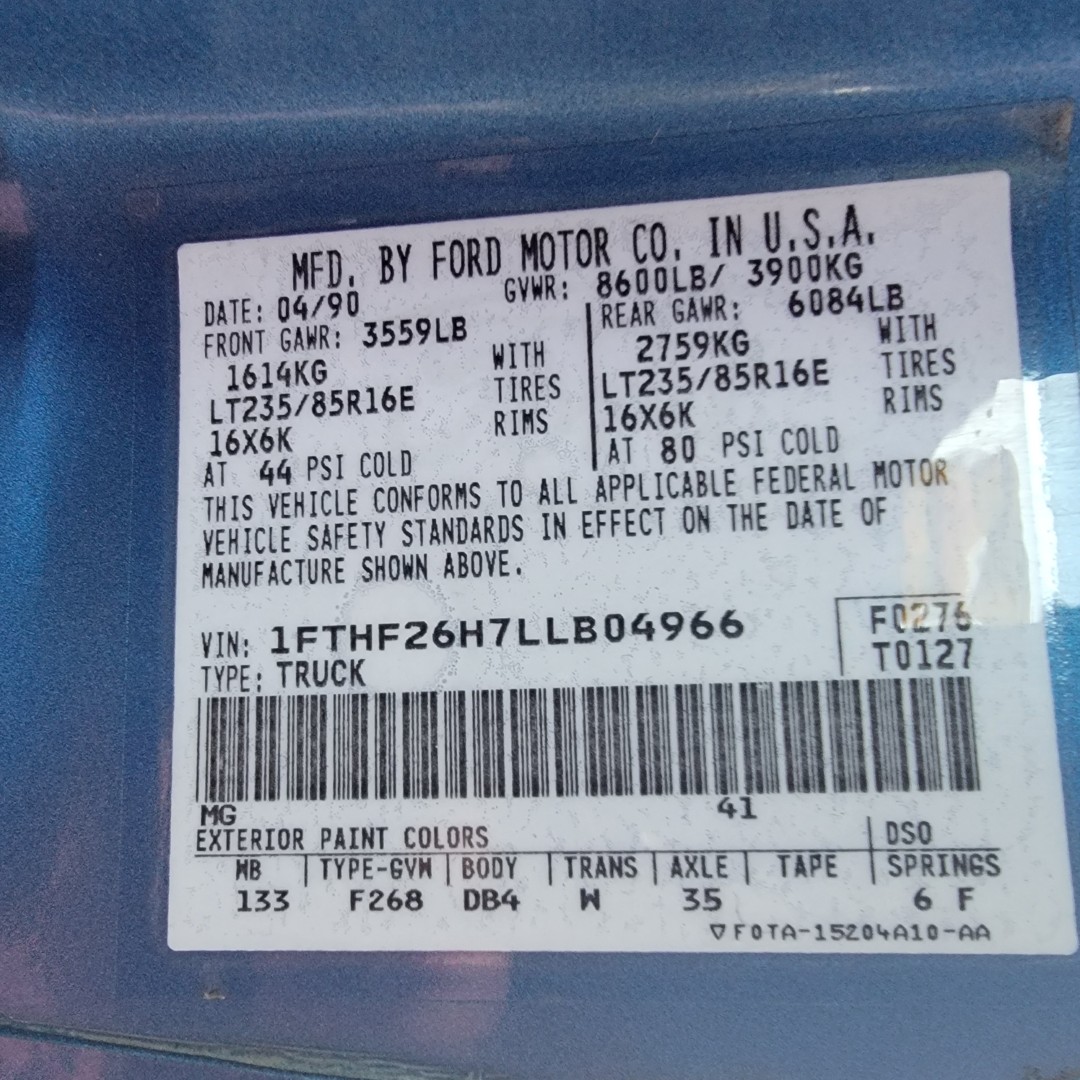 MFD. BY FORD MOTOR CO. IN U.S.A.
DATE: 04/90 GVWR: 8600LB/ 3900KG
FRONT GAWR: 3559LB
1614KG WITH
LT235/85R16E TIRES
16X6K RIMS
AT 44 PSI COLD
REAR GAWR: 6084LB
2759KG WITH
LT235/85R16E TIRES
16X6K RIMS
AT 80 PSI COLD
THIS VEHICLE CONFORMS TO ALL APPLICABLE FEDERAL MOTOR
VEHICLE SAFETY STANDARDS IN EFFECT ON THE DATE OF
MANUFACTURE SHOWN ABOVE.
VIN: 1FTHF26H7LLB04966
TYPE: TRUCK
F0276
T0127
MG 41
EXTERIOR PAINT COLORS DSO
WB TYPE-GVW BODY TRANS AXLE TAPE SPRINGS
133 F268 DB4 W 35 6 F
▽F0TA-15204A10-AA